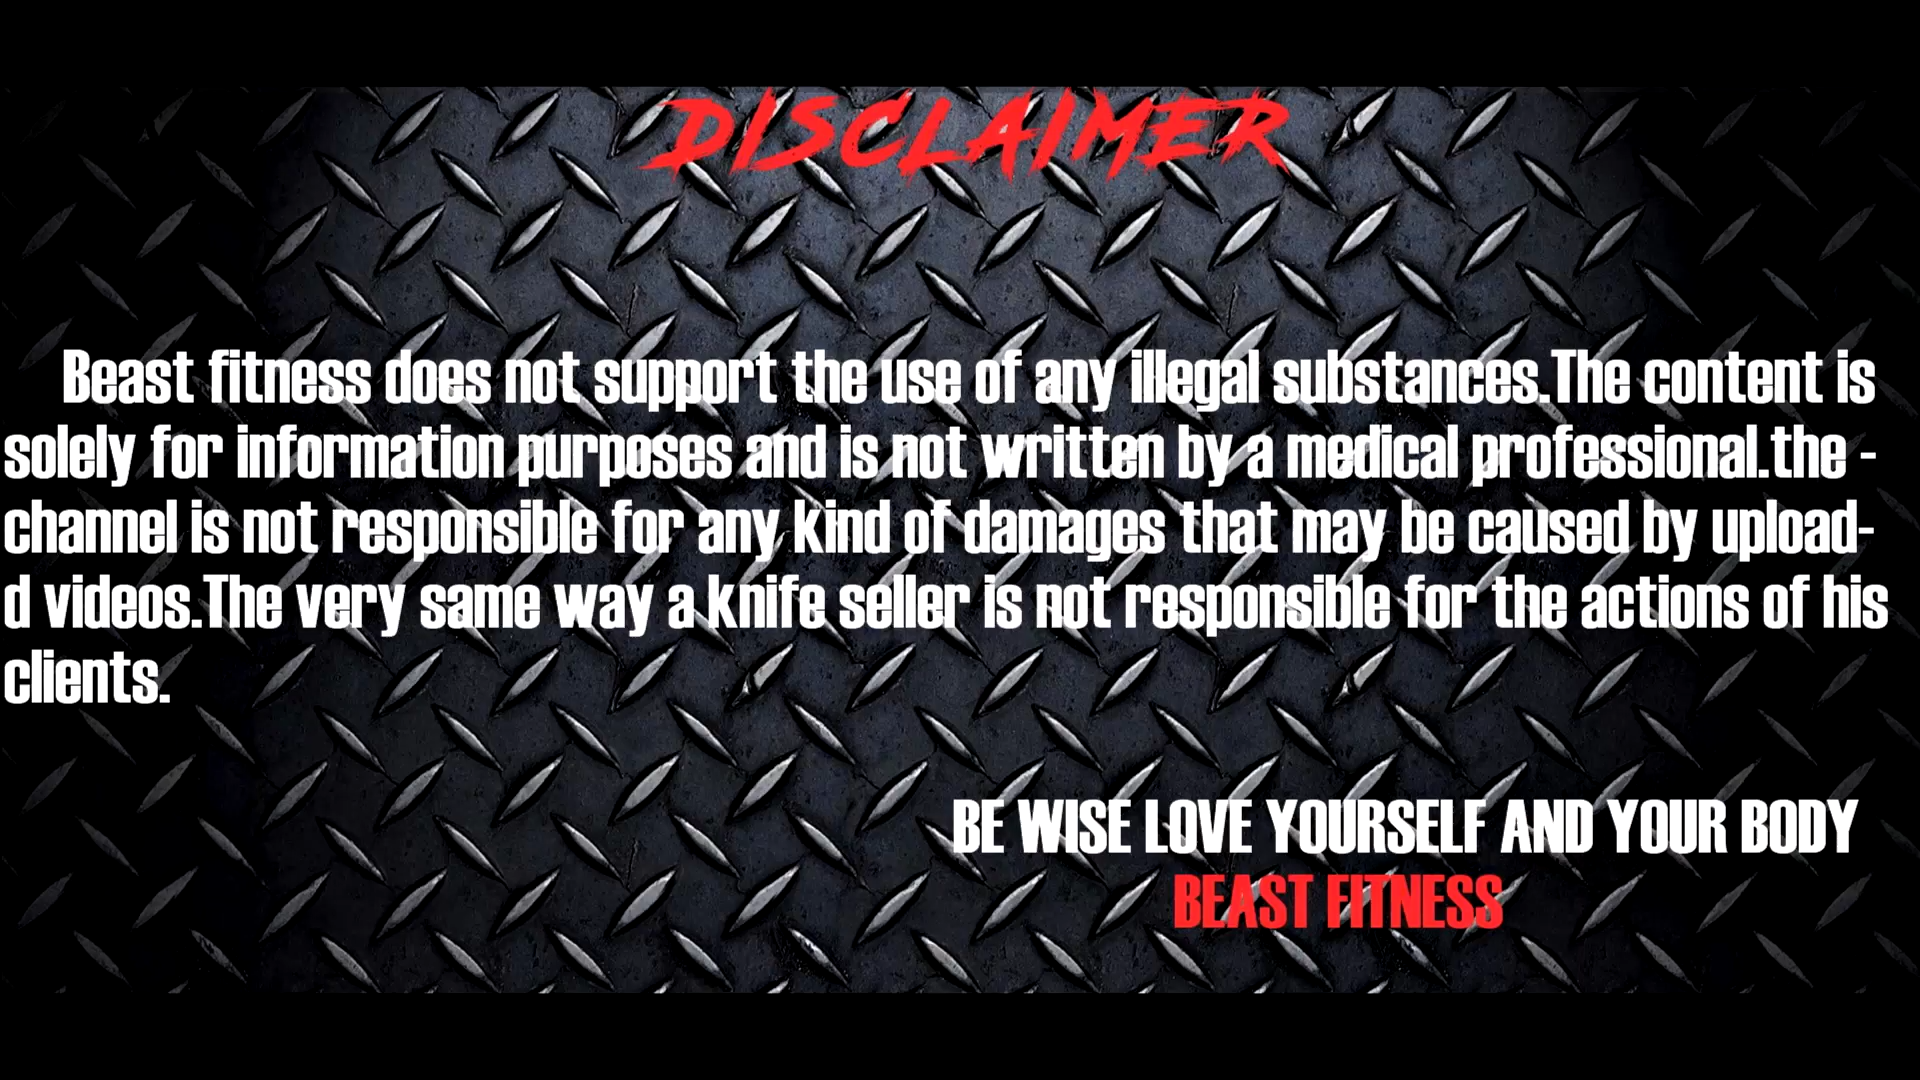 DISCLAIMER
Beast fitness does not support the use of any illegal substances.The content is
solely for information purposes and is not written by a medical professional.the -
channel is not responsible for any kind of damages that may be caused by upload-
d videos.The very same way a knife seller is not responsible for the actions of his
clients.
BE WISE LOVE YOURSELF AND YOUR BODY
BEAST FITNESS